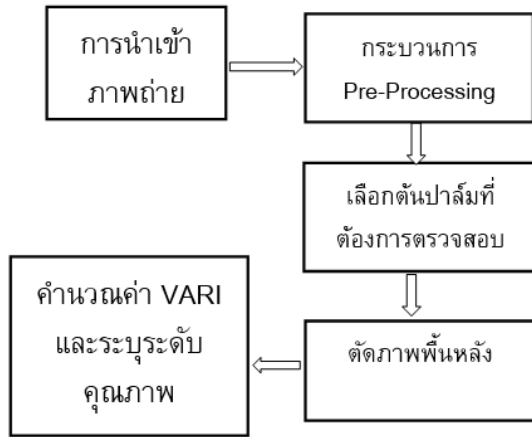 การนำเข้า
ภาพถ่าย
กระบวนการ
Pre-Processing
เลือกต้นปาล์มที่
ต้องการตรวจสอบ
ตัดภาพพื้นหลัง
คำนวณค่า VARI
และระบุระดับ
คุณภาพ